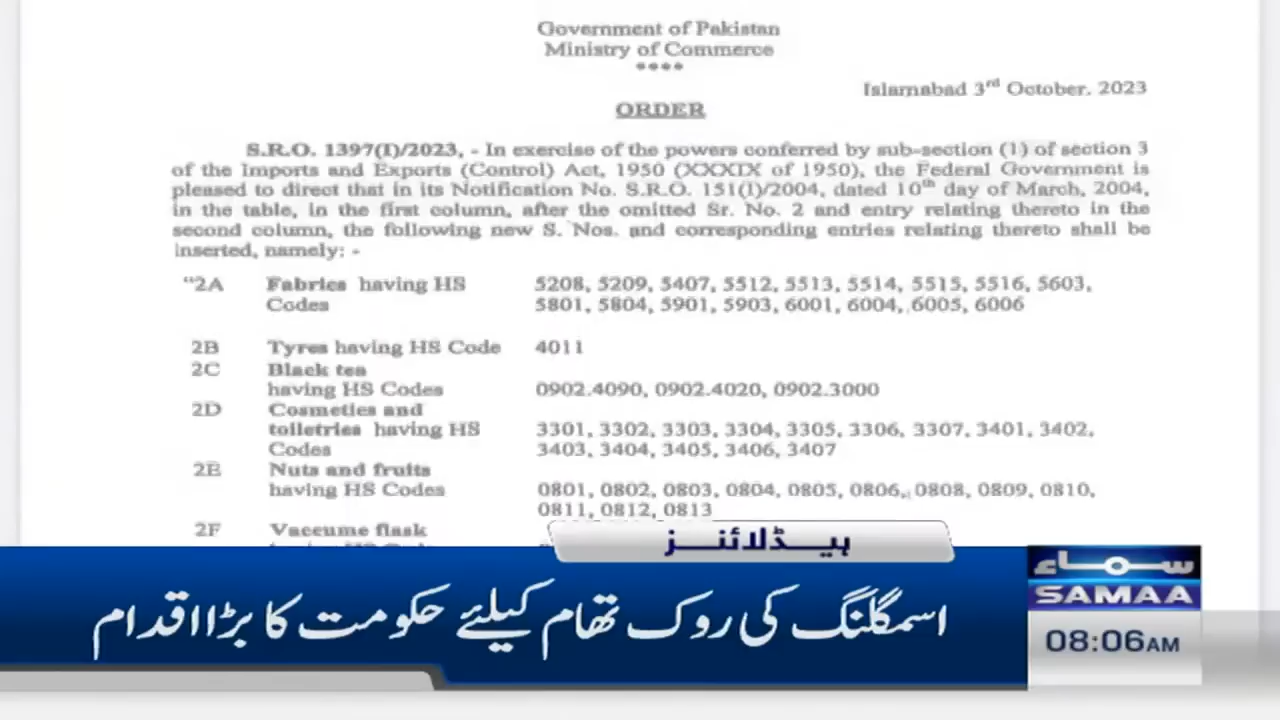 Government of Pakistan
Ministry of Commerce
****
Islamabad 3rd October. 2023
ORDER
S.R.O. 1397(I)/2023, - In exercise of the powers conferred by sub-section (1) of section 3
of the Imports and Exports (Control) Act, 1950 (XXXIX of 1950), the Federal Government is
pleased to direct that in its Notification No. S.R.O. 151(I)/2004, dated 10th day of March, 2004,
in the table, in the first column, after the omitted Sr. No. 2 and entry relating thereto in the
second column, the following new S. Nos. and corresponding entries relating thereto shall be
inserted, namely: -
"2A Fabrics having HS 5208, 5209, 5407, 5512, 5513, 5514, 5515, 5516, 5603,
Codes 5801, 5804, 5901, 5903, 6001, 6004, 6005, 6006
2B Tyres having HS Code 4011
2C Black tea
having HS Codes 0902.4090, 0902.4020, 0902.3000
2D Cosmetics and
toiletries having HS 3301, 3302, 3303, 3304, 3305, 3306, 3307, 3401, 3402,
Codes 3403, 3404, 3405, 3406, 3407
2E Nuts and fruits
having HS Codes 0801, 0802, 0803, 0804, 0805, 0806, 0808, 0809, 0810,
0811, 0812, 0813
2F Vaccume flask
ہیڈلائنز
اسمگلنگ کی روک تھام کیلئے حکومت کا بڑا اقدام
سماء
SAMAA
08:06AM